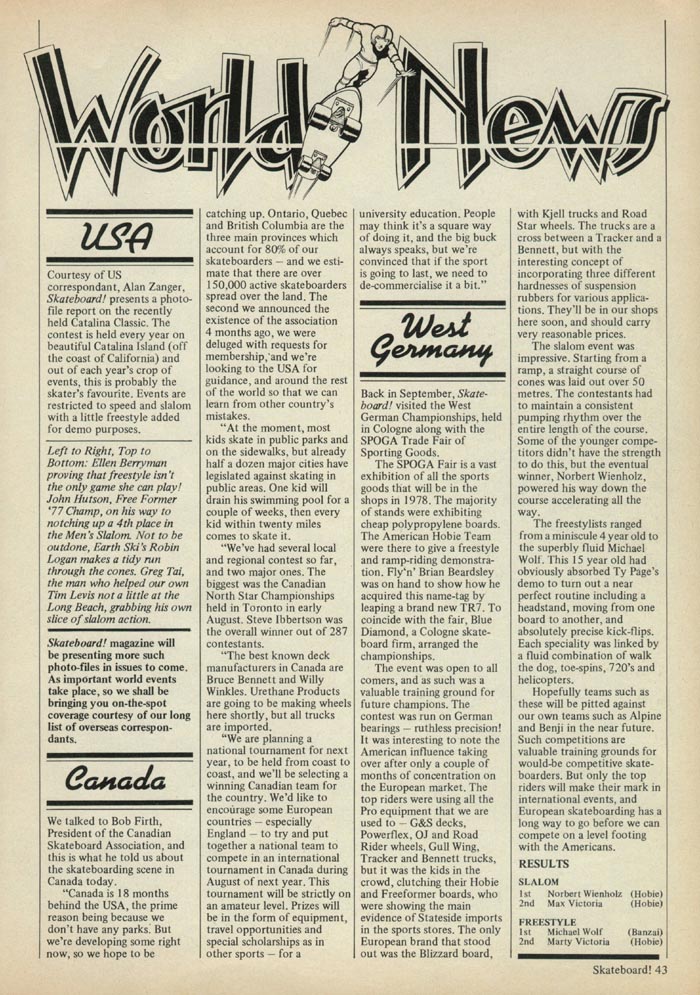 World News
USA
Courtesy of US
correspondant, Alan Zanger,
Skateboard! presents a photo-
file report on the recently
held Catalina Classic. The
contest is held every year on
beautiful Catalina Island (off
the coast of California) and
out of each year's crop of
events, this is probably the
skater's favourite. Events are
restricted to speed and slalom
with a little freestyle added
for demo purposes.
Left to Right, Top to
Bottom: Ellen Berryman
proving that freestyle isn't
the only game she can play!
John Hutson, Free Former
'77 Champ, on his way to
notching up a 4th place in
the Men's Slalom. Not to be
outdone, Earth Ski's Robin
Logan makes a tidy run
through the cones. Greg Tai,
the man who helped our own
Tim Levis not a little at the
Long Beach, grabbing his own
slice of slalom action.
Skateboard! magazine will
be presenting more such
photo-files in issues to come.
As important world events
take place, so we shall be
bringing you on-the-spot
coverage courtesy of our long
list of overseas correspon-
dants.
Canada
We talked to Bob Firth,
President of the Canadian
Skateboard Association, and
this is what he told us about
the skateboarding scene in
Canada today.
"Canada is 18 months
behind the USA, the prime
reason being because we
don't have any parks. But
we're developing some right
now, so we hope to be
catching up. Ontario, Quebec
and British Columbia are the
three main provinces which
account for 80% of our
skateboarders — and we esti-
mate that there are over
150,000 active skateboarders
spread over the land. The
second we announced the
existence of the association
4 months ago, we were
deluged with requests for
membership, and we're
looking to the USA for
guidance, and around the rest
of the world so that we can
learn from other country's
mistakes.
"At the moment, most
kids skate in public parks and
on the sidewalks, but already
half a dozen major cities have
legislated against skating in
public areas. One kid will
drain his swimming pool for a
couple of weeks, then every
kid within twenty miles
comes to skate it.
"We've had several local
and regional contest so far,
and two major ones. The
biggest was the Canadian
North Star Championships
held in Toronto in early
August. Steve Ibbertson was
the overall winner out of 287
contestants.
"The best known deck
manufacturers in Canada are
Bruce Bennett and Willy
Winkles. Urethane Products
are going to be making wheels
here shortly, but all trucks
are imported.
"We are planning a
national tournament for next
year, to be held from coast to
coast, and we'll be selecting a
winning Canadian team for
the country. We'd like to
encourage some European
countries — especially
England — to try and put
together a national team to
compete in an international
tournament in Canada during
August of next year. This
tournament will be strictly on
an amateur level. Prizes will
be in the form of equipment,
travel opportunities and
special scholarships as in
other sports — for a
university education. People
may think it's a square way
of doing it, and the big buck
always speaks, but we're
convinced that if the sport
is going to last, we need to
de-commercialise it a bit."
West
Germany
Back in September, Skate-
board! visited the West
German Championships, held
in Cologne along with the
SPOGA Trade Fair of
Sporting Goods.
The SPOGA Fair is a vast
exhibition of all the sports
goods that will be in the
shops in 1978. The majority
of stands were exhibiting
cheap polypropylene boards.
The American Hobie Team
were there to give a freestyle
and ramp-riding demonstra-
tion. Fly'n' Brian Beardsley
was on hand to show how he
acquired this name-tag by
leaping a brand new TR7. To
coincide with the fair, Blue
Diamond, a Cologne skate-
board firm, arranged the
championships.
The event was open to all
comers, and as such was a
valuable training ground for
future champions. The
contest was run on German
bearings — ruthless precision!
It was interesting to note the
American influence taking
over after only a couple of
months of concentration on
the European market. The
top riders were using all the
Pro equipment that we are
used to — G&S decks,
Powerflex, OJ and Road
Rider wheels, Gull Wing,
Tracker and Bennett trucks,
but it was the kids in the
crowd, clutching their Hobie
and Freeformer boards, who
were showing the main
evidence of Stateside imports
in the sports stores. The only
European brand that stood
out was the Blizzard board,
with Kjell trucks and Road
Star wheels. The trucks are a
cross between a Tracker and a
Bennett, but with the
interesting concept of
incorporating three different
hardnesses of suspension
rubbers for various applica-
tions. They'll be in our shops
here soon, and should carry
very reasonable prices.
The slalom event was
impressive. Starting from a
ramp, a straight course of
cones was laid out over 50
metres. The contestants had
to maintain a consistent
pumping rhythm over the
entire length of the course.
Some of the younger compe-
titors didn't have the strength
to do this, but the eventual
winner, Norbert Wienholz,
powered his way down the
course accelerating all the
way.
The freestylists ranged
from a miniscule 4 year old to
the superbly fluid Michael
Wolf. This 15 year old had
obviously absorbed Ty Page's
demo to turn out a near
perfect routine including a
headstand, moving from one
board to another, and
absolutely precise kick-flips.
Each speciality was linked by
a fluid combination of walk
the dog, toe-spins, 720's and
helicopters.
Hopefully teams such as
these will be pitted against
our own teams such as Alpine
and Benji in the near future.
Such competitions are
valuable training grounds for
would-be competitive skate-
boarders. But only the top
riders will make their mark in
international events, and
European skateboarding has a
long way to go before we can
compete on a level footing
with the Americans.
RESULTS
SLALOM
1st Norbert Wienholz (Hobie)
2nd Max Victoria (Hobie)
FREESTYLE
1st Michael Wolf (Banzai)
2nd Marty Victoria (Hobie)
Skateboard! 43